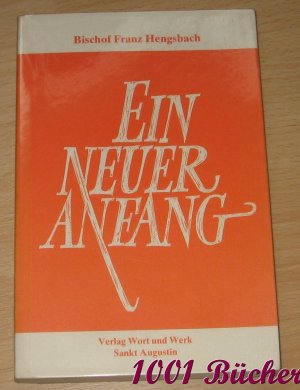 Bischof Franz Hengsbach
EIN
NEUER
ANFANG
Verlag Wort und Werk
Sankt Augustin
1001 Bücher